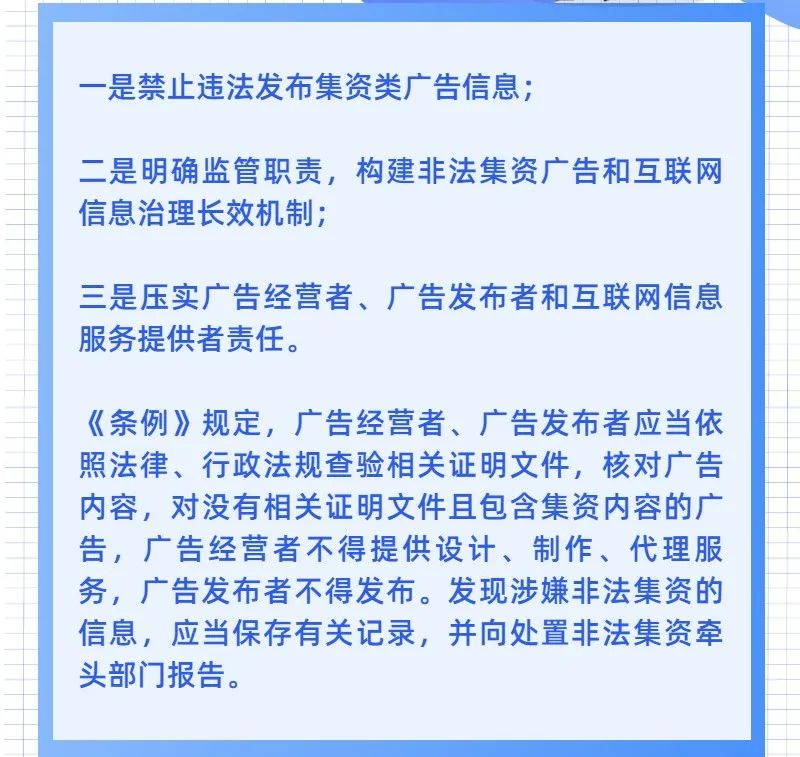 一是禁止违法发布集资类广告信息；
二是明确监管职责，构建非法集资广告和互联网
信息治理长效机制；
三是压实广告经营者、广告发布者和互联网信息
服务提供者责任。
《条例》规定，广告经营者、广告发布者应当依
照法律、行政法规查验相关证明文件，核对广告
内容，对没有相关证明文件且包含集资内容的广
告，广告经营者不得提供设计、制作、代理服
务，广告发布者不得发布。发现涉嫌非法集资的
信息，应当保存有关记录，并向处置非法集资牵
头部门报告。